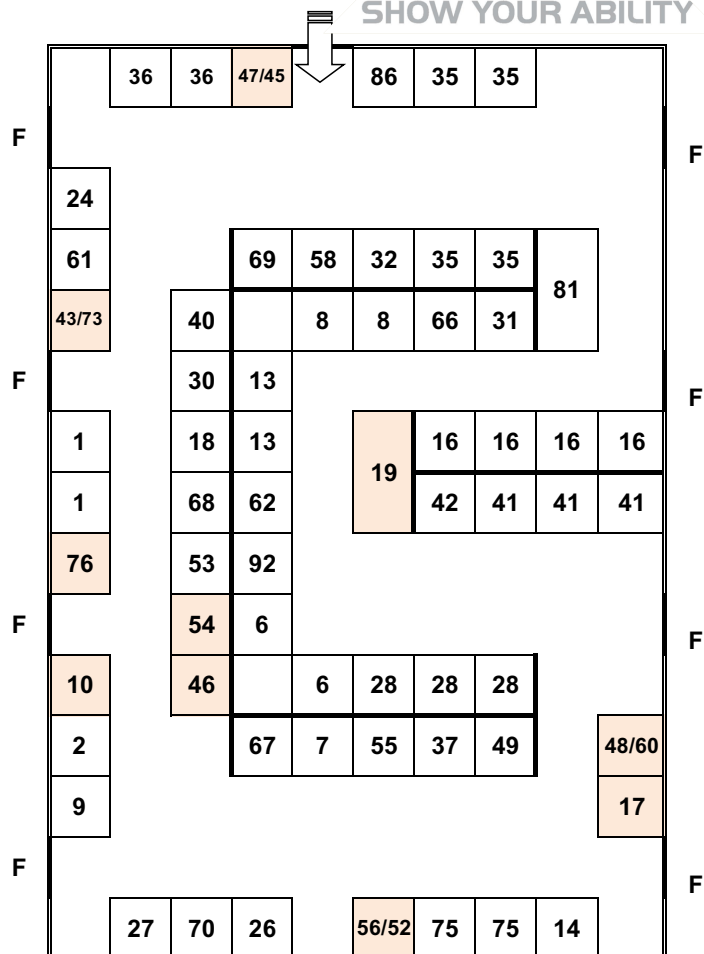 SHOW YOUR ABILITY
36 36 47/45 86 35 35
F
F
24
61 69 58 32 35 35
81
43/73 40 8 8 66 31
F 30 13
F
1 18 13 16 16 16 16
19
1 68 62 42 41 41 41
76 53 92
F 54 6
F
10 46 6 28 28 28
2 67 7 55 37 49 48/60
9 17
F
F
27 70 26 56/52 75 75 14